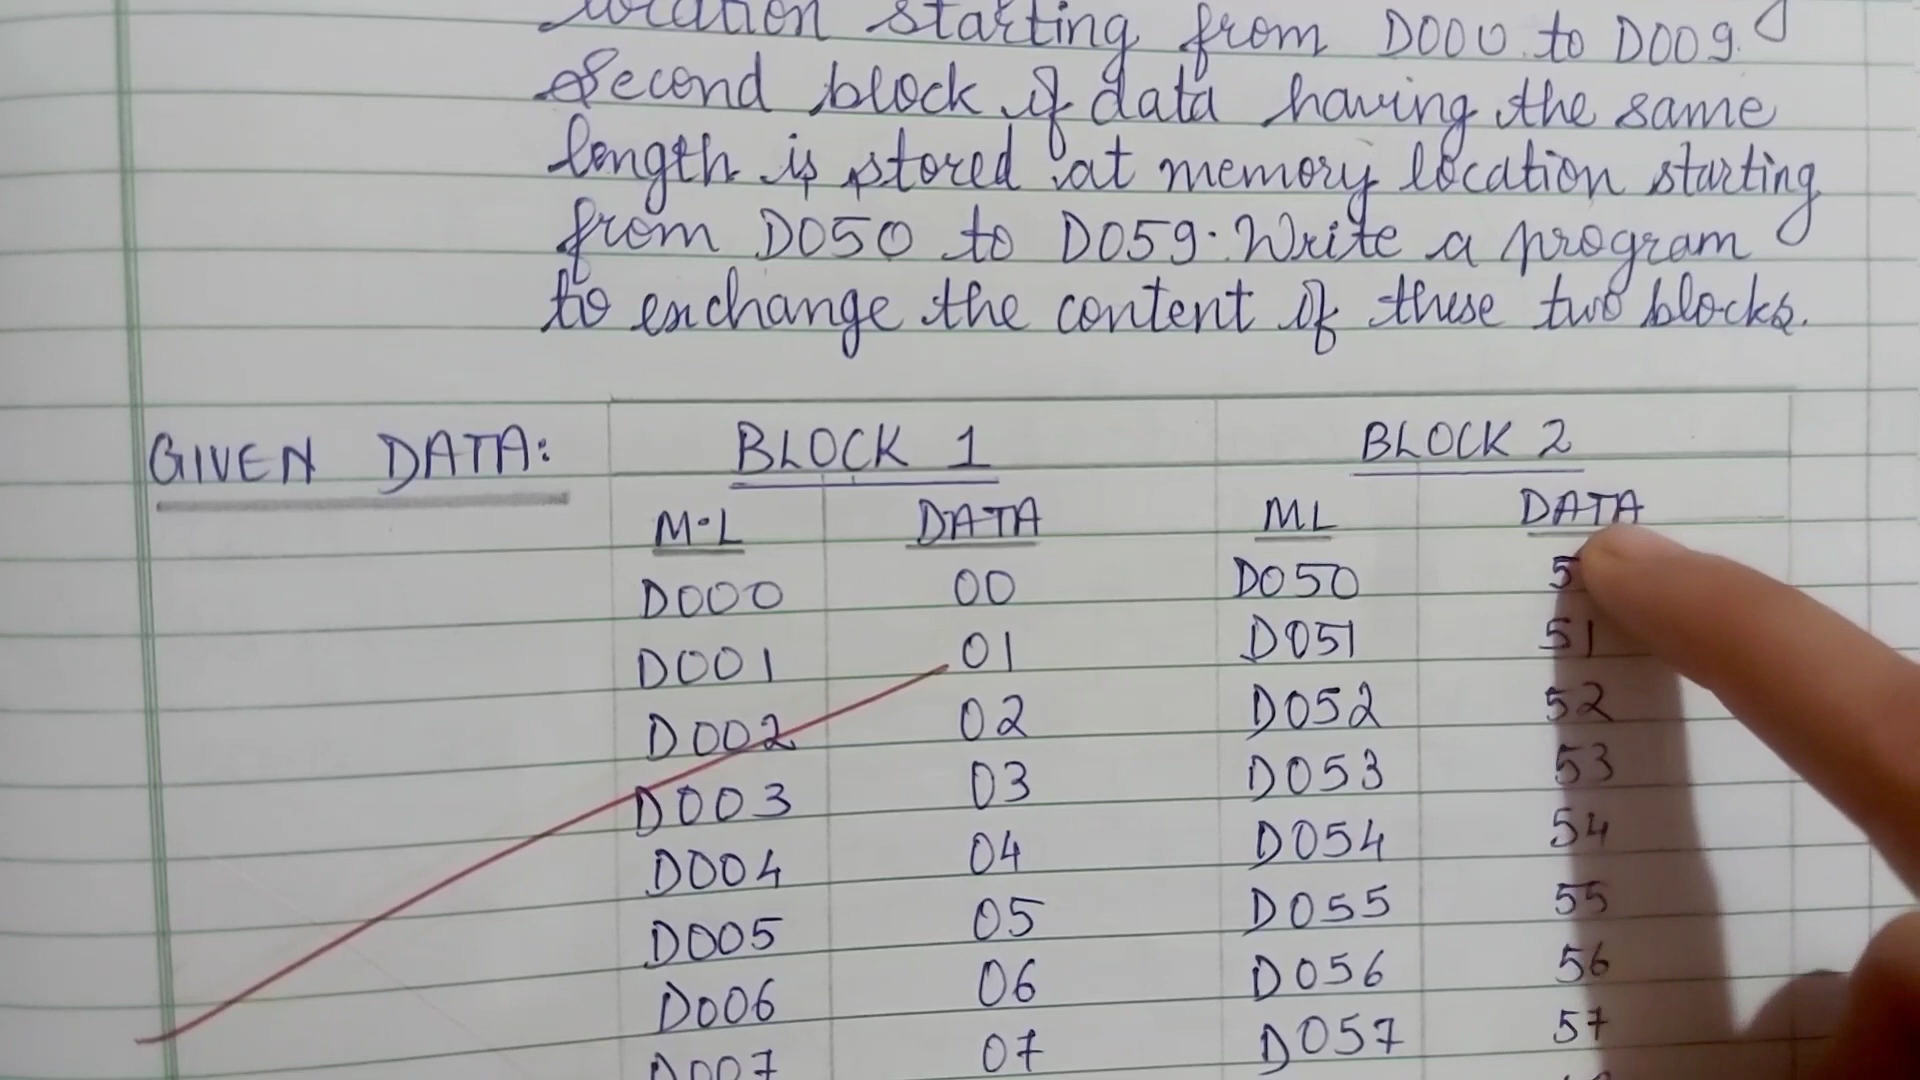 location starting from D000 to D009.
Second block of data having the same
length is stored at memory location starting
from D050 to D059. Write a program
to exchange the content of these two blocks.
GIVEN DATA: BLOCK 1 BLOCK 2
M·L DATA ML DATA
D000 00 D050 5
D001 01 D051 51
D002 02 D052 52
D003 03 D053 53
D004 04 D054 54
D005 05 D055 55
D006 06 D056 56
D007 07 D057 57